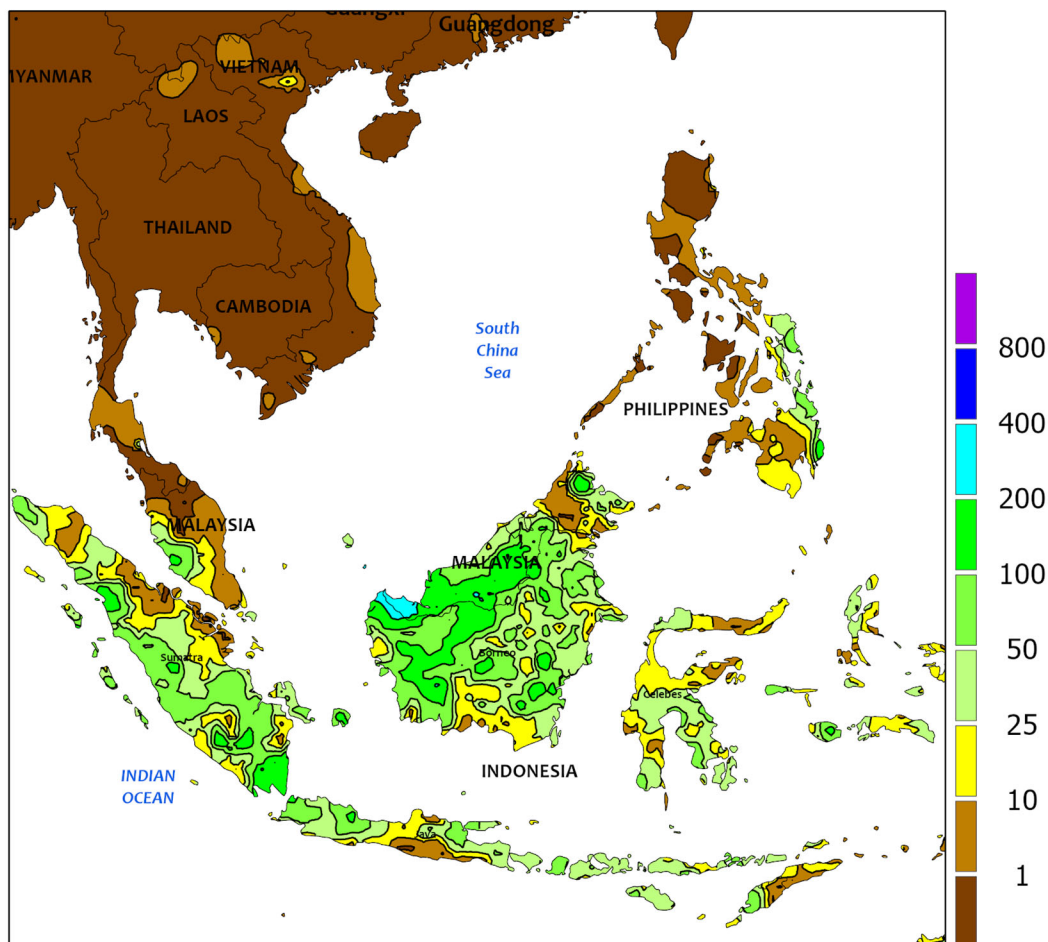 Guangxi
Guangdong
MYANMAR
VIETNAM
LAOS
THAILAND
CAMBODIA
South
China
Sea
PHILIPPINES
MALAYSIA
MALAYSIA
Sumatra
Borneo
Celebes
INDIAN
OCEAN
INDONESIA
Java
800
400
200
100
50
25
10
1